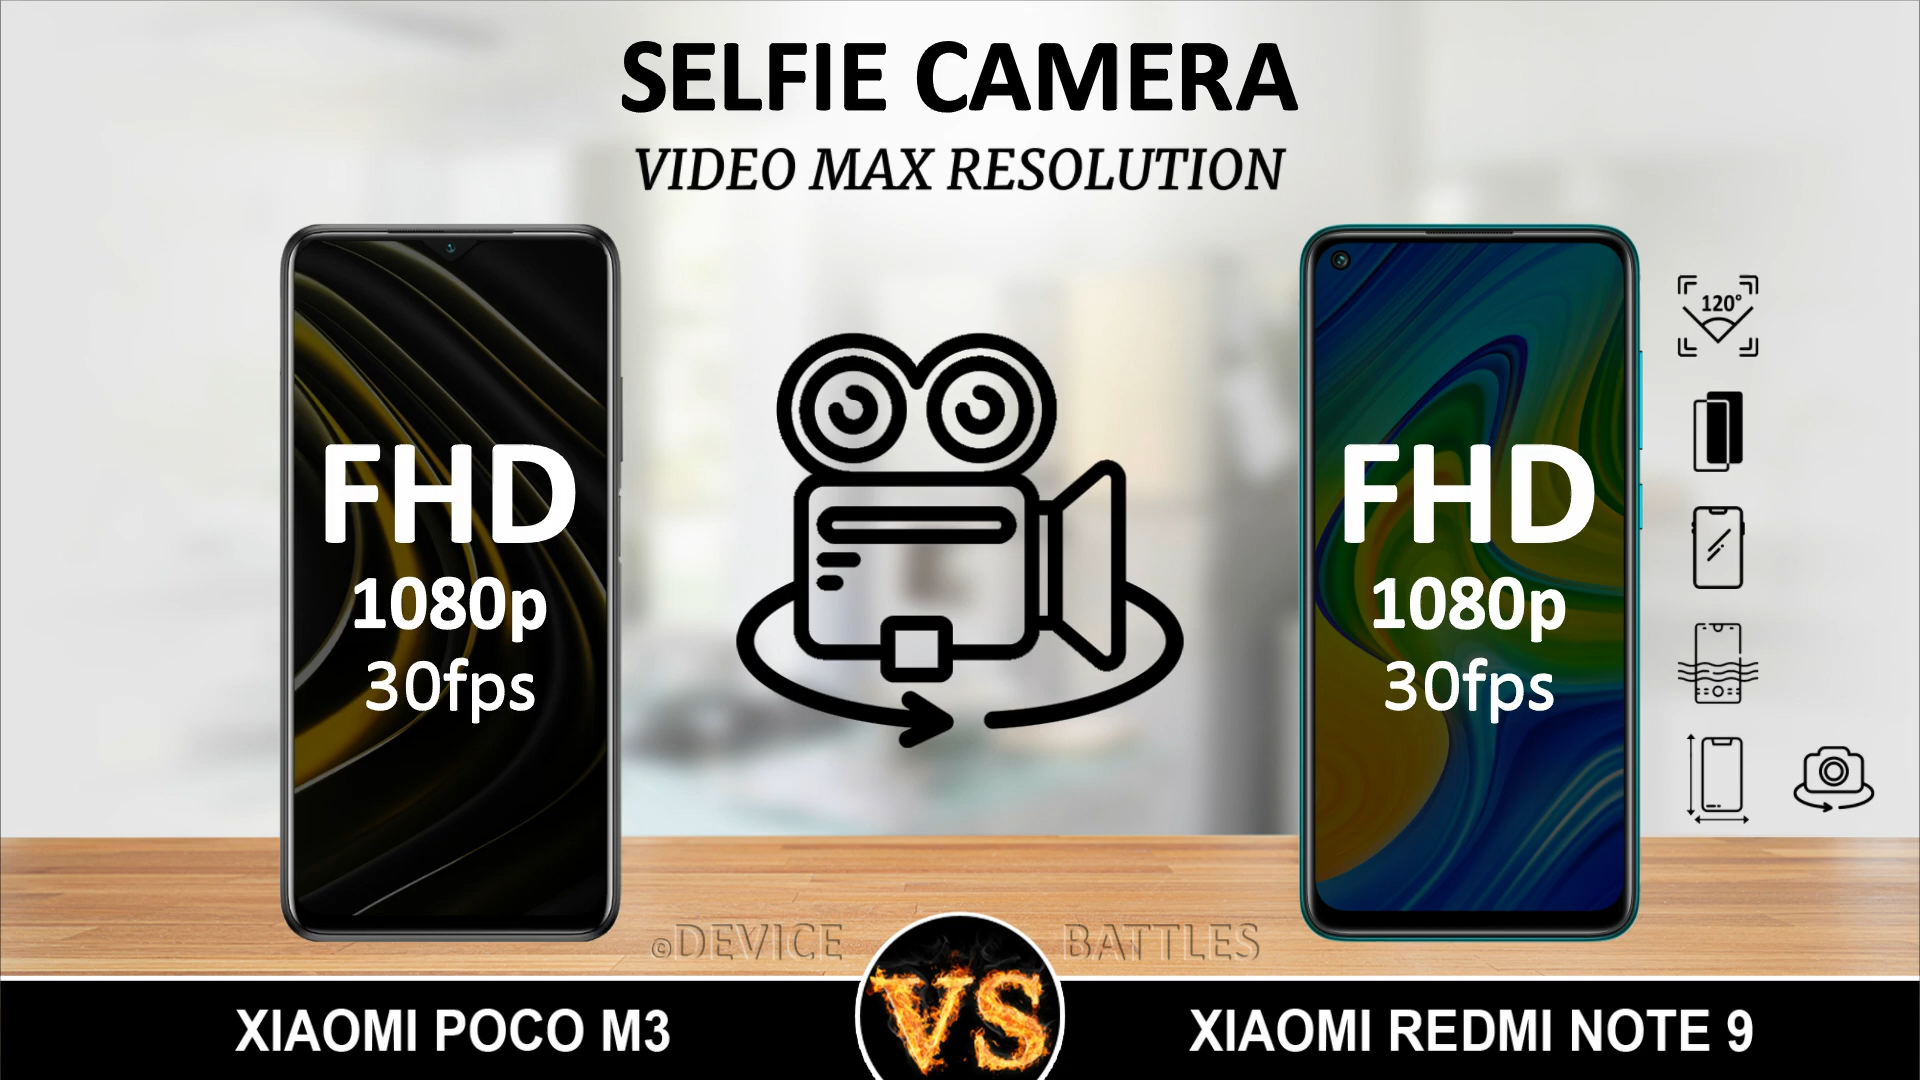 SELFIE CAMERA
VIDEO MAX RESOLUTION
FHD
1080p
30fps
FHD
1080p
30fps
120°
©DEVICE BATTLES
XIAOMI POCO M3
VS
XIAOMI REDMI NOTE 9